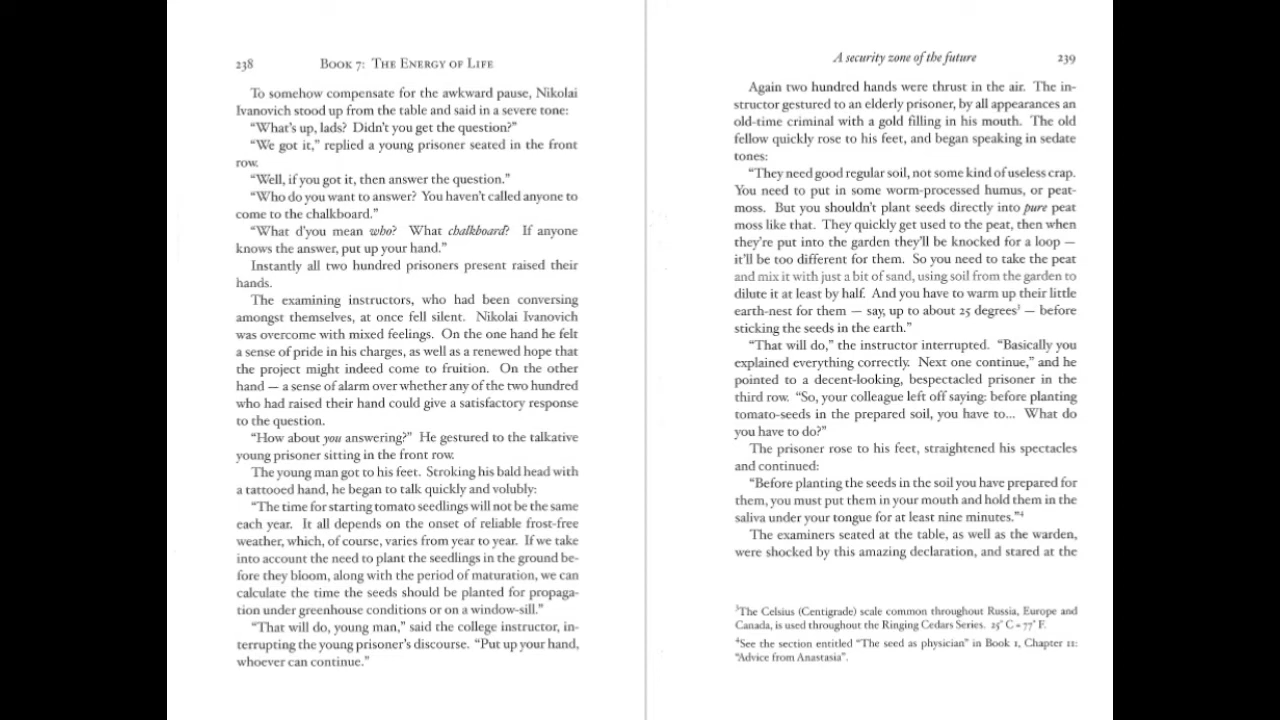 238 BOOK 7: THE ENERGY OF LIFE
To somehow compensate for the awkward pause, Nikolai
Ivanovich stood up from the table and said in a severe tone:
“What’s up, lads? Didn’t you get the question?”
“We got it,” replied a young prisoner seated in the front
row.
“Well, if you got it, then answer the question.”
“Who do you want to answer? You haven’t called anyone to
come to the chalkboard.”
“What d’you mean who? What chalkboard? If anyone
knows the answer, put up your hand.”
Instantly all two hundred prisoners present raised their
hands.
The examining instructors, who had been conversing
amongst themselves, at once fell silent. Nikolai Ivanovich
was overcome with mixed feelings. On the one hand he felt
a sense of pride in his charges, as well as a renewed hope that
the project might indeed come to fruition. On the other
hand — a sense of alarm over whether any of the two hundred
who had raised their hand could give a satisfactory response
to the question.
“How about you answering?” He gestured to the talkative
young prisoner sitting in the front row.
The young man got to his feet. Stroking his bald head with
a tattooed hand, he began to talk quickly and volubly:
“The time for starting tomato seedlings will not be the same
each year. It all depends on the onset of reliable frost-free
weather, which, of course, varies from year to year. If we take
into account the need to plant the seedlings in the ground be-
fore they bloom, along with the period of maturation, we can
calculate the time the seeds should be planted for propaga-
tion under greenhouse conditions or on a window-sill.”
“That will do, young man,” said the college instructor, in-
terrupting the young prisoner’s discourse. “Put up your hand,
whoever can continue.”
A security zone of the future 239
Again two hundred hands were thrust in the air. The in-
structor gestured to an elderly prisoner, by all appearances an
old-time criminal with a gold filling in his mouth. The old
fellow quickly rose to his feet, and began speaking in sedate
tones:
“They need good regular soil, not some kind of useless crap.
You need to put in some worm-processed humus, or peat-
moss. But you shouldn’t plant seeds directly into pure peat
moss like that. They quickly get used to the peat, then when
they’re put into the garden they’ll be knocked for a loop —
it’ll be too different for them. So you need to take the peat
and mix it with just a bit of sand, using soil from the garden to
dilute it at least by half. And you have to warm up their little
earth-nest for them — say, up to about 25 degrees³ — before
sticking the seeds in the earth.”
“That will do,” the instructor interrupted. “Basically you
explained everything correctly. Next one continue,” and he
pointed to a decent-looking, bespectacled prisoner in the
third row. “So, your colleague left off saying: before planting
tomato-seeds in the prepared soil, you have to... What do
you have to do?”
The prisoner rose to his feet, straightened his spectacles
and continued:
“Before planting the seeds in the soil you have prepared for
them, you must put them in your mouth and hold them in the
saliva under your tongue for at least nine minutes.”⁴
The examiners seated at the table, as well as the warden,
were shocked by this amazing declaration, and stared at the
³The Celsius (Centigrade) scale common throughout Russia, Europe and
Canada, is used throughout the Ringing Cedars Series. 25° C = 77° F.
⁴See the section entitled “The seed as physician” in Book 1, Chapter 11:
“Advice from Anastasia”.